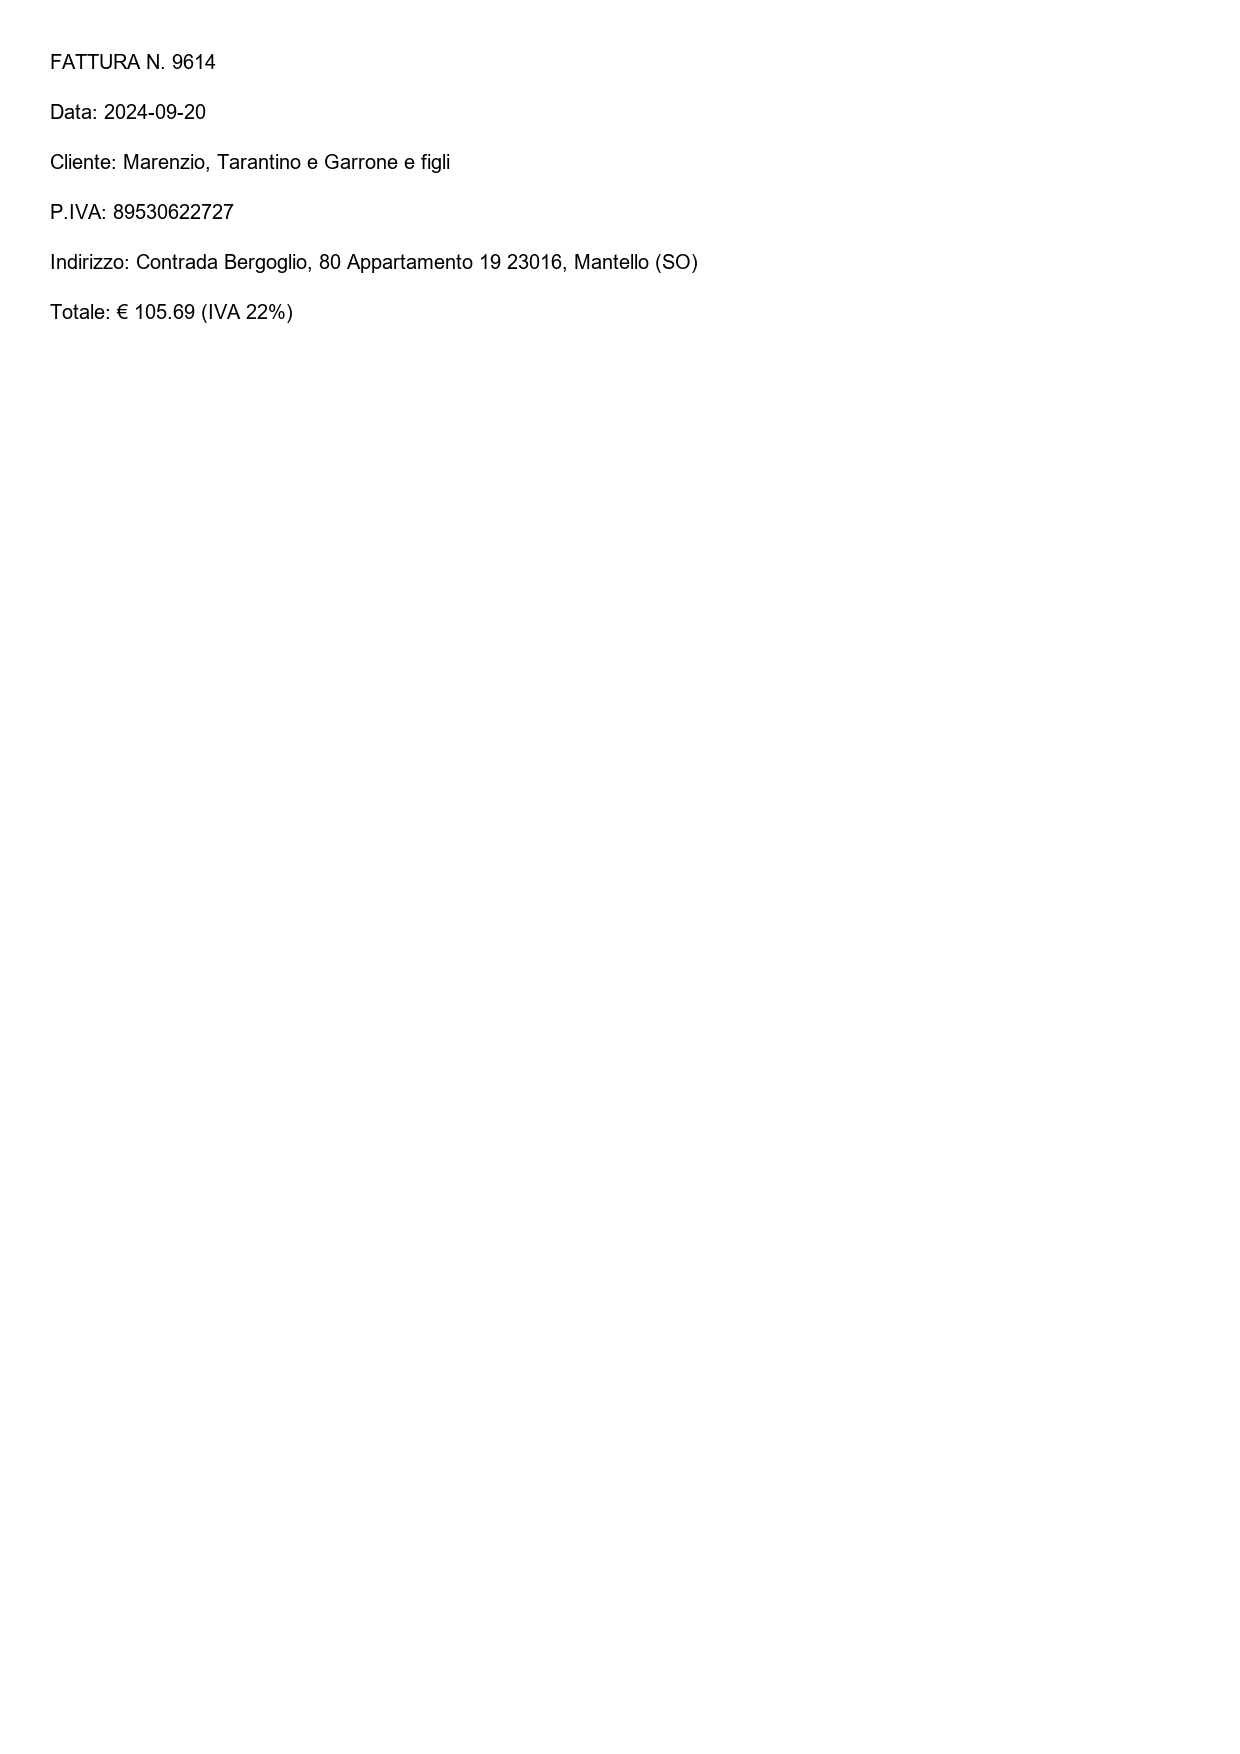 FATTURA N. 9614
Data: 2024-09-20
Cliente: Marenzio, Tarantino e Garrone e figli
P.IVA: 89530622727
Indirizzo: Contrada Bergoglio, 80 Appartamento 19 23016, Mantello (SO)
Totale: € 105.69 (IVA 22%)